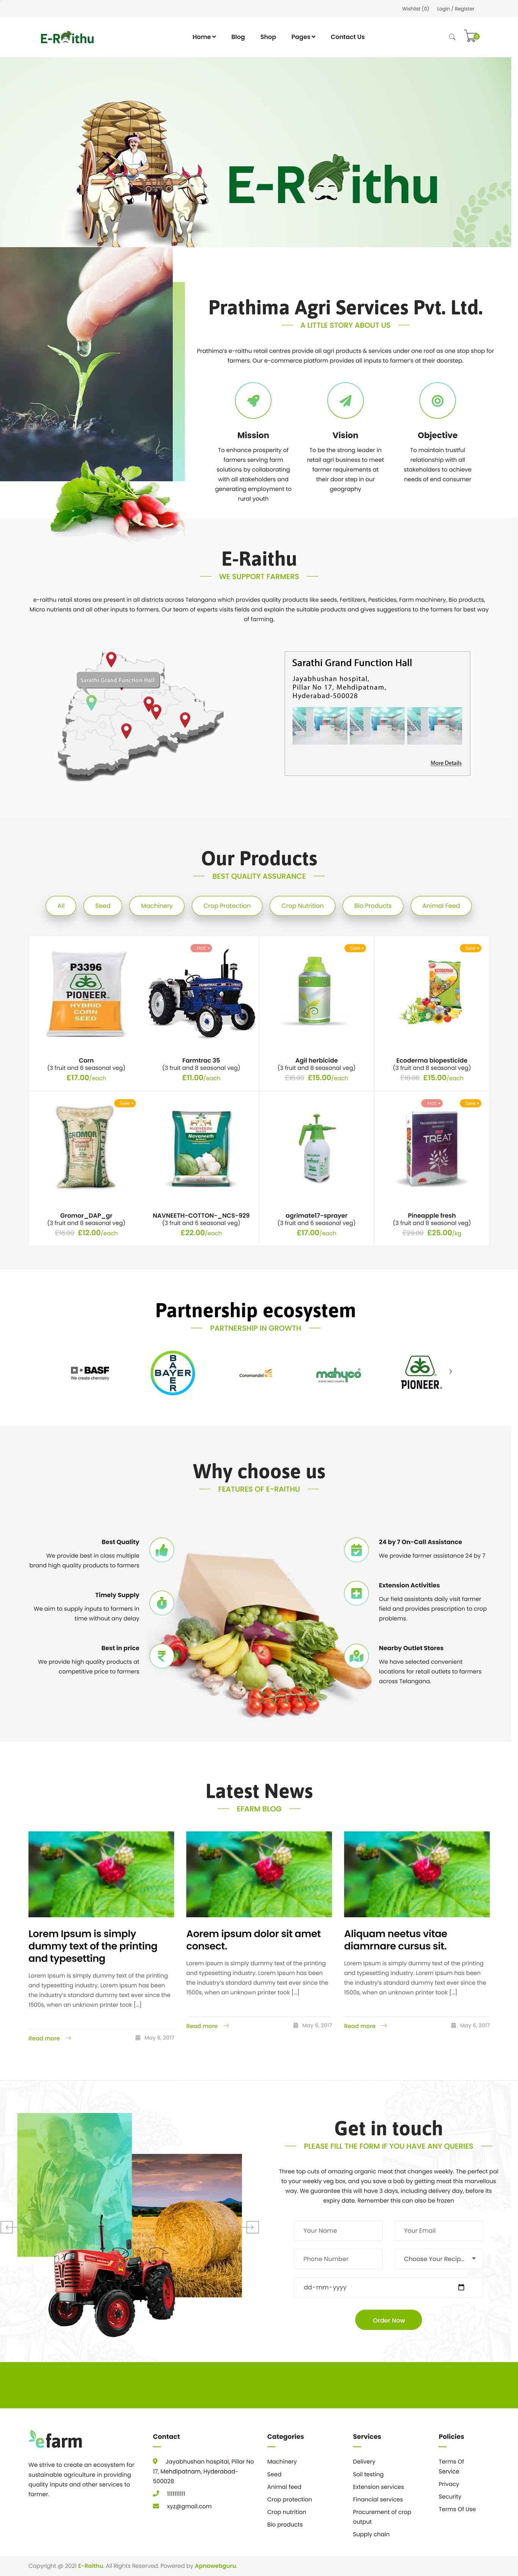 Wishlist (0) Login / Register
E-Raithu
Home Blog Shop Pages Contact Us
E-Raithu
Prathima Agri Services Pvt. Ltd.
A LITTLE STORY ABOUT US
Prathima's e-raithu retail centres provide all agri products & services under one roof as one stop shop for
farmers. Our e-commerce platform provides all inputs to farmer's at their doorstep.
Mission
To enhance prosperity of
farmers serving farm
solutions by collaborating
with all stakeholders and
generating employment to
rural youth
Vision
To be the strong leader in
retail agri business to meet
farmer requirements at
their door step in our
geography
Objective
To maintain trustful
relationship with all
stakeholders to achieve
needs of end consumer
E-Raithu
WE SUPPORT FARMERS
e-raithu retail stores are present in all districts across Telangana which provides quality products like seeds, Fertilizers, Pesticides, Farm machinery, Bio products,
Micro nutrients and all other inputs to farmers. Our team of experts visits fields and explain the suitable products and gives suggestions to the farmers for best way
of farming.
Sarathi Grand Function Hall
Sarathi Grand Function Hall
Jayabhushan hospital,
Pillar No 17, Mehdipatnam,
Hyderabad-500028
More Details
Our Products
BEST QUALITY ASSURANCE
All Seed Machinery Crop Protection Crop Nutrition Bio Products Animal Feed
P3396
PIONEER
HYBRID
CORN
SEED
Corn
(3 fruit and 6 seasonal veg)
£17.00/each
Hot
Farmtrac 35
(3 fruit and 8 seasonal veg)
£11.00/each
Sale
Agil herbicide
(3 fruit and 8 seasonal veg)
£18.00 £15.00/each
Sale
ECODERMA
Ecoderma biopesticide
(3 fruit and 8 seasonal veg)
£18.00 £15.00/each
Sale
GROMOR
Gromor_DAP_gr
(3 fruit and 8 seasonal veg)
£16.00 £12.00/each
Navaneeth
NAVNEETH-COTTON-_NCS-929
(3 fruit and 6 seasonal veg)
£22.00/each
agrimate17-sprayer
(3 fruit and 6 seasonal veg)
£17.00/each
Hot Sale
TREAT
Pineapple fresh
(3 fruit and 8 seasonal veg)
£29.00 £25.00/kg
Partnership ecosystem
PARTNERSHIP IN GROWTH
BASF
We create chemistry
BAYER
BAYER
Coromandel
mahyco
PIONEER
Why choose us
FEATURES OF E-RAITHU
Best Quality
We provide best in class multiple
brand high quality products to farmers
Timely Supply
We aim to supply inputs to farmers in
time without any delay
Best in price
We provide high quality products at
competitive price to farmers
24 by 7 On-Call Assistance
We provide farmer assistance 24 by 7
Extension Activities
Our field assistants daily visit farmer
field and provides prescription to crop
problems.
Nearby Outlet Stores
We have selected convenient
locations for retail outlets to farmers
across Telangana.
Latest News
EFARM BLOG
Lorem Ipsum is simply
dummy text of the printing
and typesetting
Lorem Ipsum is simply dummy text of the printing
and typesetting industry. Lorem Ipsum has been
the industry's standard dummy text ever since the
1500s, when an unknown printer took [...]
Read more May 6, 2017
Aorem ipsum dolor sit amet
consect.
Lorem Ipsum is simply dummy text of the printing
and typesetting industry. Lorem Ipsum has been
the industry's standard dummy text ever since the
1500s, when an unknown printer took [...]
Read more May 6, 2017
Aliquam neetus vitae
diamrnare cursus sit.
Lorem Ipsum is simply dummy text of the printing
and typesetting industry. Lorem Ipsum has been
the industry's standard dummy text ever since the
1500s, when an unknown printer took [...]
Read more May 6, 2017
Get in touch
PLEASE FILL THE FORM IF YOU HAVE ANY QUERIES
Three top cuts of amazing organic meat that changes weekly. The perfect pal
to your weekly veg box, and you save a bob by getting meat this marvellous
way. We guarantee this will have 3 days, including delivery day, before its
expiry date. Remember this can also be frozen
Your Name Your Email
Phone Number Choose Your Recip...
dd-mm-yyyy
Order Now
efarm
We strive to create an ecosystem for
sustainable agriculture in providing
quality inputs and other services to
farmer.
Contact
Jayabhushan hospital, Pillar No
17, Mehdipatnam, Hyderabad-
500028
1111111111
xyz@gmail.com
Categories
Machinery
Seed
Animal feed
Crop protection
Crop nutrition
Bio products
Services
Delivery
Soil testing
Extension services
Financial services
Procurement of crop
output
Supply chain
Policies
Terms Of
Service
Privacy
Security
Terms Of Use
Copyright @ 2021 E-Raithu. All Rights Reserved. Powered by Apnawebguru.